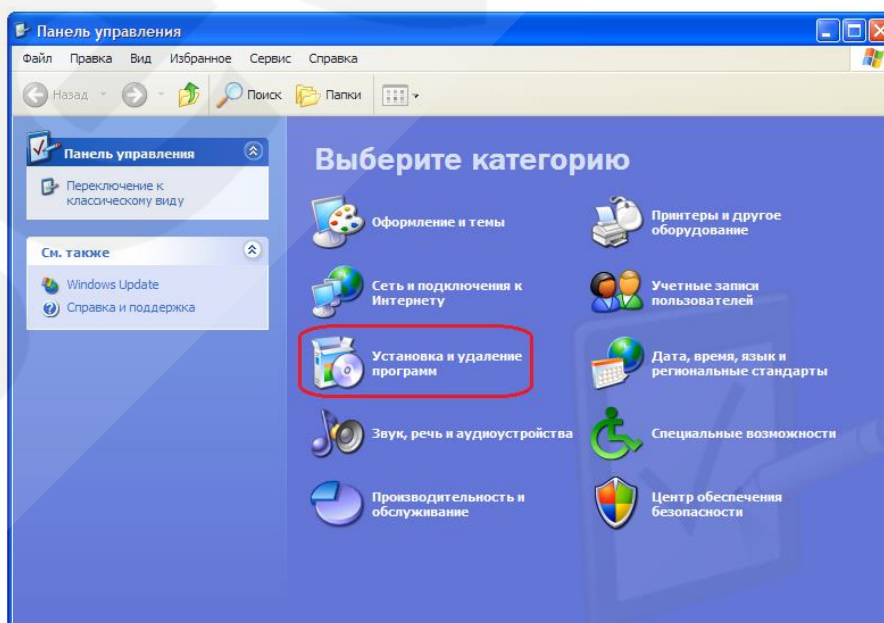 Панель управления
Файл Правка Вид Избранное Сервис Справка
Назад Поиск Папки
Панель управления
Переключение к
классическому виду
См. также
Windows Update
Справка и поддержка
Выберите категорию
Оформление и темы
Принтеры и другое
оборудование
Сеть и подключения к
Интернету
Учетные записи
пользователей
Установка и удаление
программ
Дата, время, язык и
региональные стандарты
Звук, речь и аудиоустройства
Специальные возможности
Производительность и
обслуживание
Центр обеспечения
безопасности